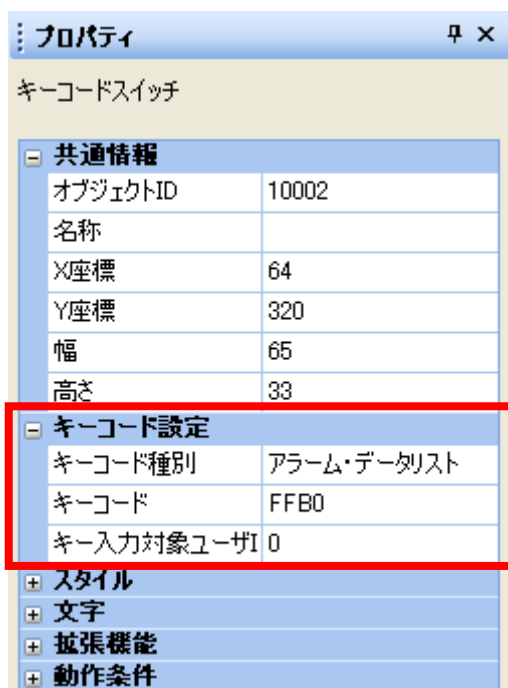 プロパティ
キーコードスイッチ
共通情報
オブジェクトID 10002
名称
X座標 64
Y座標 320
幅 65
高さ 33
キーコード設定
キーコード種別 アラーム・データリスト
キーコード FFB0
キー入力対象ユーザI 0
スタイル
文字
拡張機能
動作条件